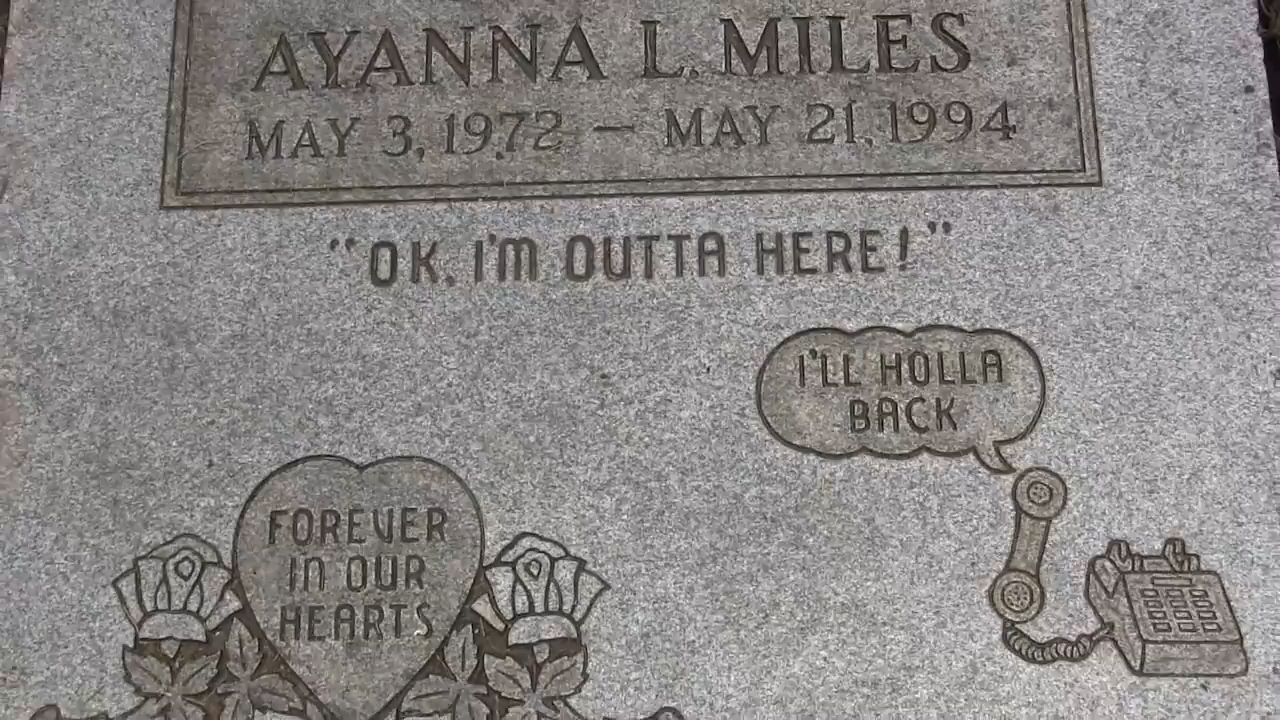 AYANNA L. MILES
MAY 3, 1972 — MAY 21, 1994
"OK, I'M OUTTA HERE!"
I'LL HOLLA
BACK
FOREVER
IN OUR
HEARTS